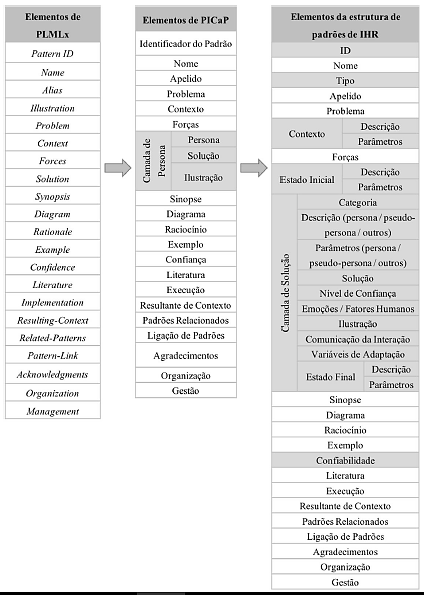 Elementos de
PLMLx
Pattern ID
Name
Alias
Illustration
Problem
Context
Forces
Solution
Synopsis
Diagram
Rationale
Example
Confidence
Literature
Implementation
Resulting-Context
Related-Patterns
Pattern-Link
Acknowledgments
Organization
Management
Elementos de PICaP
Identificador do Padrão
Nome
Apelido
Problema
Contexto
Forças
Camada de
Persona
Persona
Solução
Ilustração
Sinopse
Diagrama
Raciocínio
Exemplo
Confiança
Literatura
Execução
Resultante de Contexto
Padrões Relacionados
Ligação de Padrões
Agradecimentos
Organização
Gestão
Elementos da estrutura de
padrões de IHR
ID
Nome
Tipo
Apelido
Problema
Contexto
Descrição
Parâmetros
Forças
Estado Inicial
Descrição
Parâmetros
Camada de Solução
Categoria
Descrição (persona / pseudo-
persona / outros)
Parâmetros (persona /
pseudo-persona / outros)
Solução
Nível de Confiança
Emoções / Fatores Humanos
Ilustração
Comunicação da Interação
Variáveis de Adaptação
Estado Final
Descrição
Parâmetros
Sinopse
Diagrama
Raciocínio
Exemplo
Confiabilidade
Literatura
Execução
Resultante de Contexto
Padrões Relacionados
Ligação de Padrões
Agradecimentos
Organização
Gestão